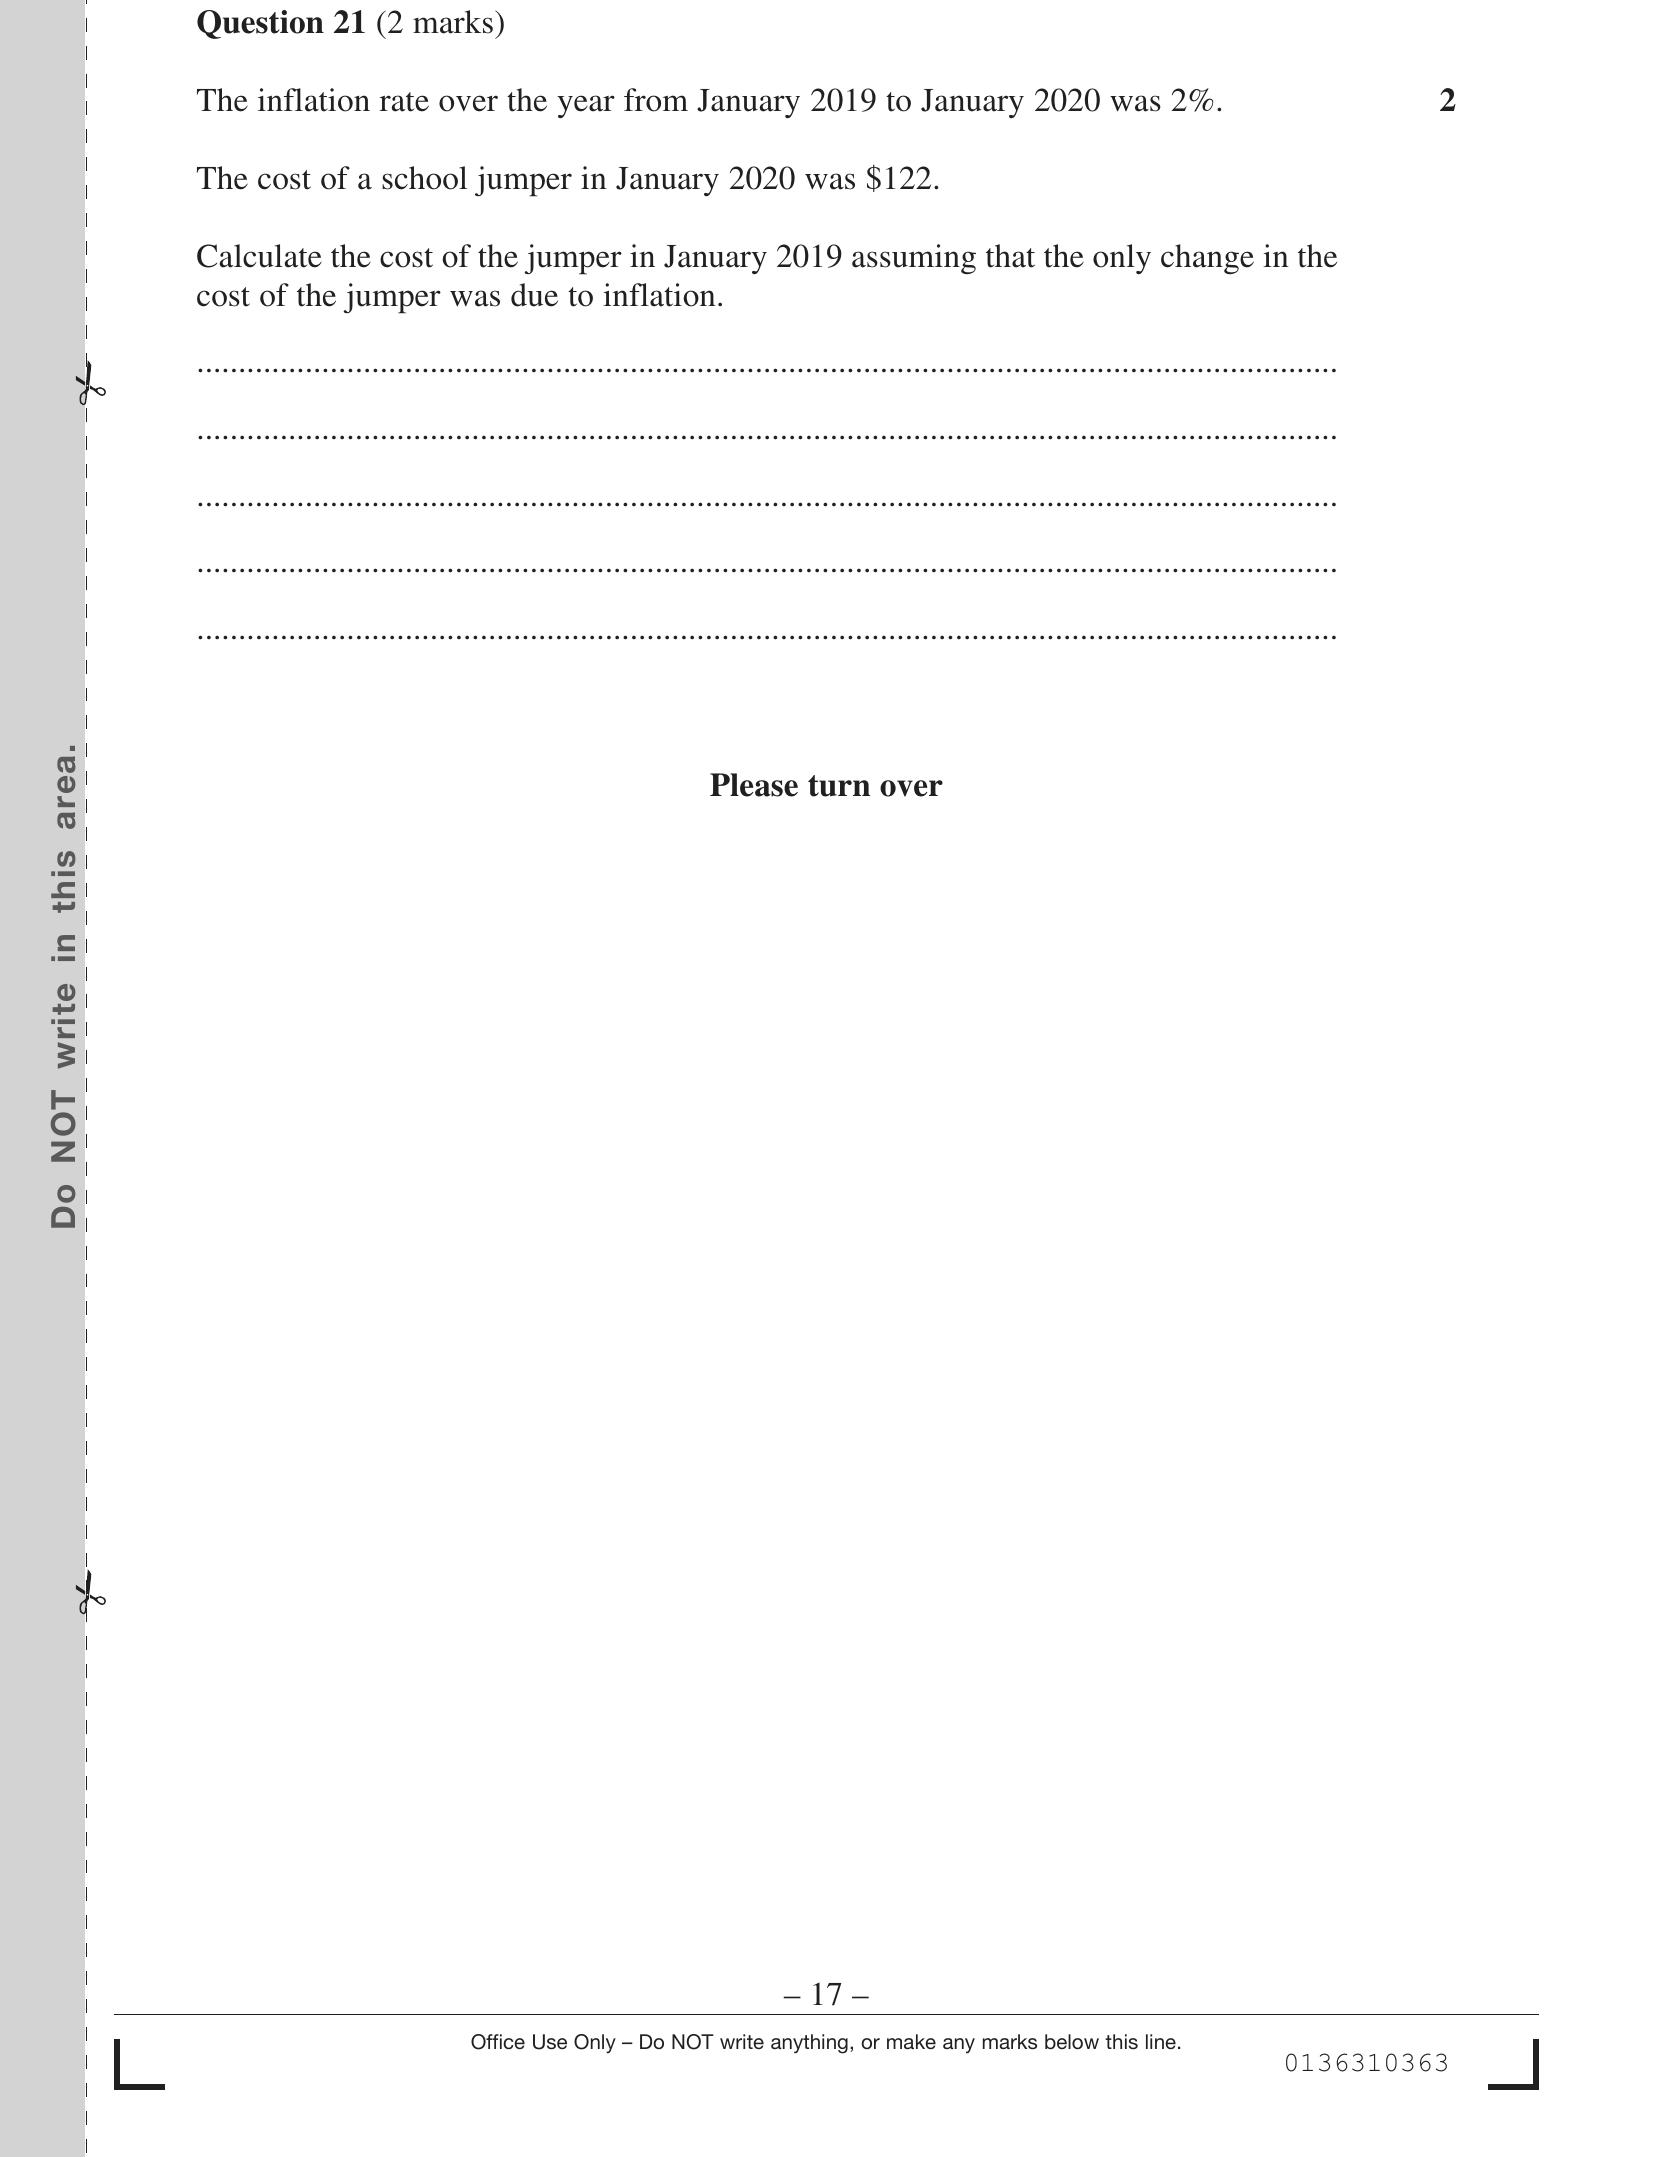 Question 21 (2 marks)
The inflation rate over the year from January 2019 to January 2020 was 2%. 2
The cost of a school jumper in January 2020 was $122.
Calculate the cost of the jumper in January 2019 assuming that the only change in the
cost of the jumper was due to inflation.
................................................................................
................................................................................
................................................................................
................................................................................
................................................................................
Do NOT write in this area.
Please turn over
– 17 –
Office Use Only – Do NOT write anything, or make any marks below this line.
0136310363